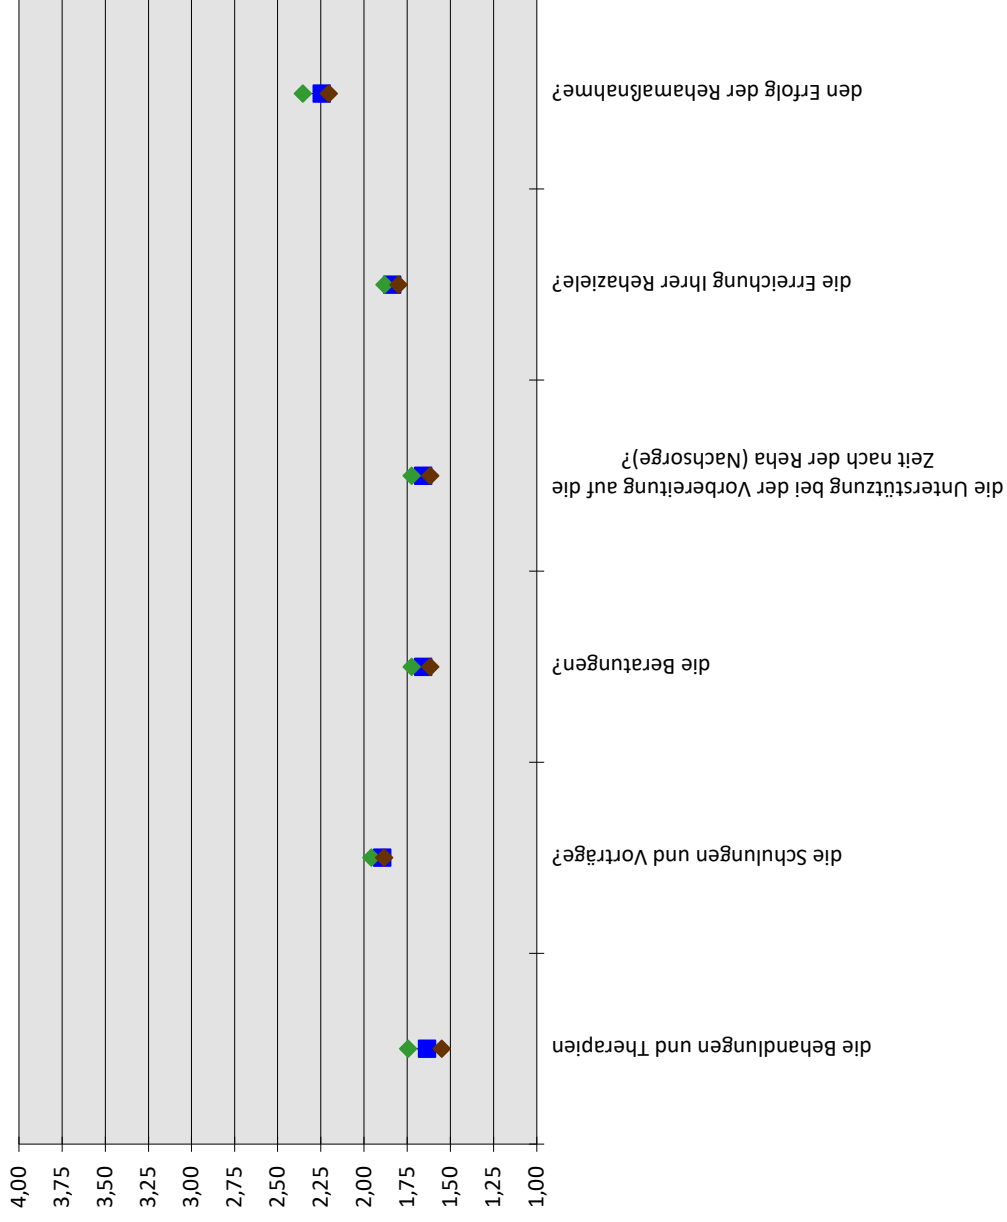 den Erfolg der Rehamaßnahme?
die Erreichung Ihrer Rehaziele?
die Unterstützung bei der Vorbereitung auf die
Zeit nach der Reha (Nachsorge)?
die Beratungen?
die Schulungen und Vorträge?
die Behandlungen und Therapien
4,00
3,75
3,50
3,25
3,00
2,75
2,50
2,25
2,00
1,75
1,50
1,25
1,00